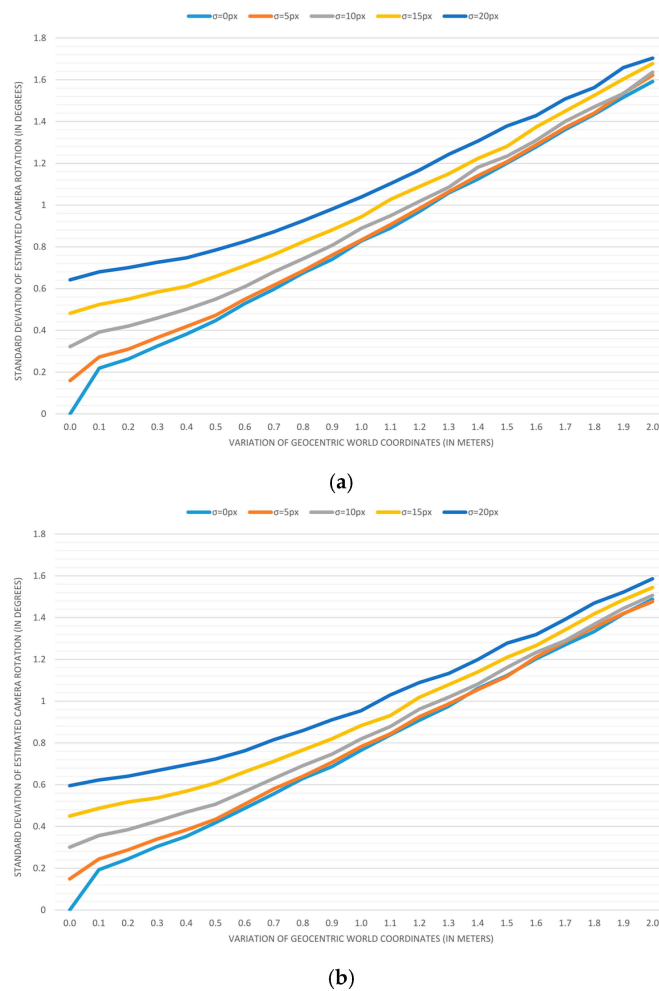 σ=0px σ=5px σ=10px σ=15px σ=20px
STANDARD DEVIATION OF ESTIMATED CAMERA ROTATION (IN DEGREES)
1.8
1.6
1.4
1.2
1
0.8
0.6
0.4
0.2
0
0.0 0.1 0.2 0.3 0.4 0.5 0.6 0.7 0.8 0.9 1.0 1.1 1.2 1.3 1.4 1.5 1.6 1.7 1.8 1.9 2.0
VARIATION OF GEOCENTRIC WORLD COORDINATES (IN METERS)
(a)
σ=0px σ=5px σ=10px σ=15px σ=20px
STANDARD DEVIATION OF ESTIMATED CAMERA ROTATION (IN DEGREES)
1.8
1.6
1.4
1.2
1
0.8
0.6
0.4
0.2
0
0.0 0.1 0.2 0.3 0.4 0.5 0.6 0.7 0.8 0.9 1.0 1.1 1.2 1.3 1.4 1.5 1.6 1.7 1.8 1.9 2.0
VARIATION OF GEOCENTRIC WORLD COORDINATES (IN METERS)
(b)